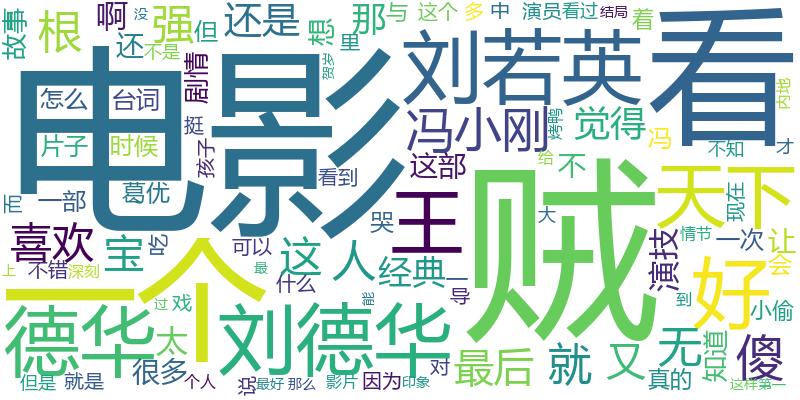 故事
根
啊
强
但
还是
那
想
与
这个
多
中
演员
看过
结局
没
还
不是
里
着
贺岁
剧情
电影
刘若英
看
内地
怎么
台词
挺
冯小刚
烤鸭
觉得
冯
片子
时候
孩子
这部
给
不
不知
才
葛优
看到
而
一部
哭
王
贼
天下
现在
大
喜欢
宝
吃
可以
这
人
经典
演技
情节
一次
让
上
不错
深刻
一个
最
什么
一
导
好
会
过
戏
能
到
小偷
德华
刘德华
太
最后
就
又
无
知道
傻
但是
就是
很多
个人
说
最好
那么
影片
因为
印象
对
真的
这样
第一